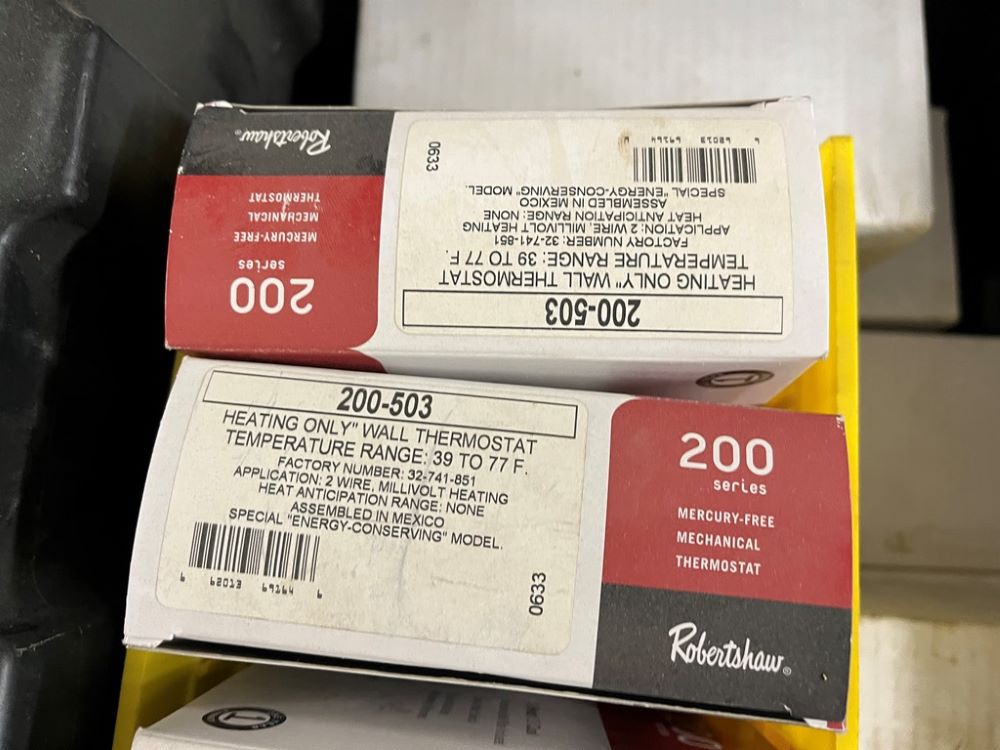 Robertshaw®
MERCURY-FREE
MECHANICAL
THERMOSTAT
200
series
200-503
HEATING ONLY" WALL THERMOSTAT
TEMPERATURE RANGE: 39 TO 77 F.
FACTORY NUMBER: 32-741-851
APPLICATION: 2 WIRE, MILLIVOLT HEATING
HEAT ANTICIPATION RANGE: NONE
ASSEMBLED IN MEXICO
SPECIAL "ENERGY-CONSERVING" MODEL.
6 62013 69164
0633
200-503
HEATING ONLY" WALL THERMOSTAT
TEMPERATURE RANGE: 39 TO 77 F.
FACTORY NUMBER: 32-741-851
APPLICATION: 2 WIRE, MILLIVOLT HEATING
HEAT ANTICIPATION RANGE: NONE
ASSEMBLED IN MEXICO
SPECIAL "ENERGY-CONSERVING" MODEL.
6 62013 69164 6
0633
200
series
MERCURY-FREE
MECHANICAL
THERMOSTAT
Robertshaw®